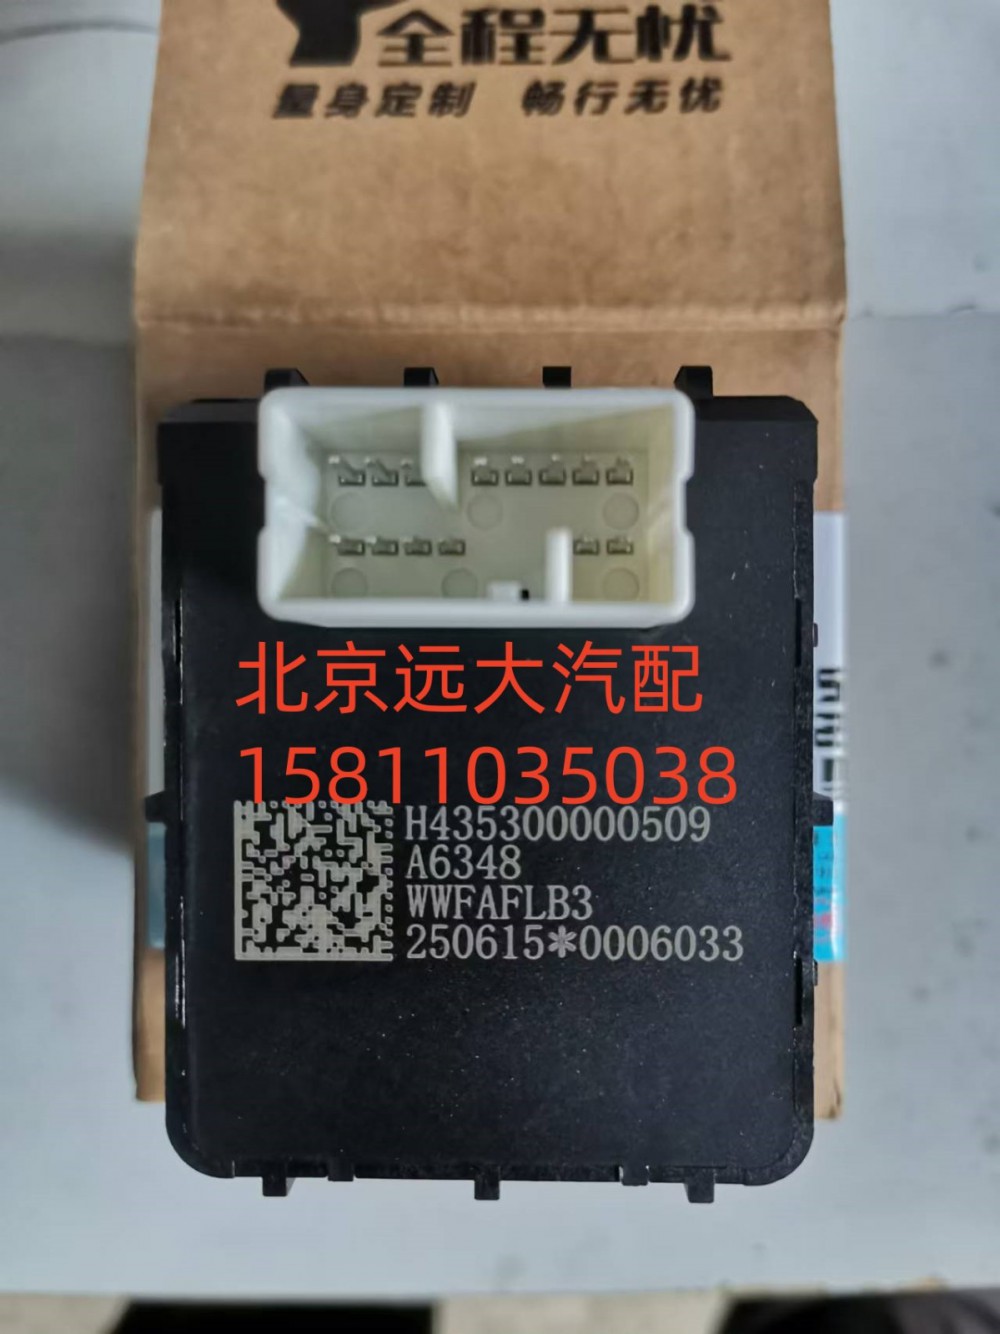 全程无忧
量身定制 畅行无忧
北京远大汽配
15811035038
H435300000509
A6348
WWFAFLB3
250615*0006033